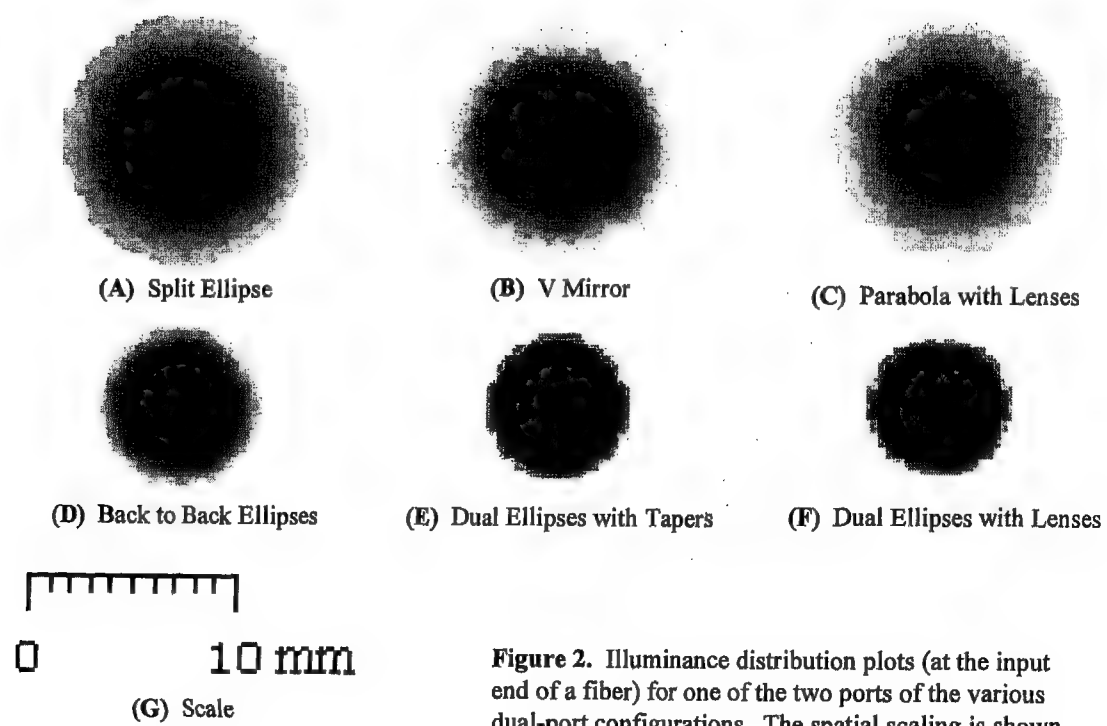 (A) Split Ellipse
(B) V Mirror
(C) Parabola with Lenses
(D) Back to Back Ellipses
(E) Dual Ellipses with Tapers
(F) Dual Ellipses with Lenses
0 10 mm
(G) Scale
Figure 2. Illuminance distribution plots (at the input
end of a fiber) for one of the two ports of the various
dual-port configurations. The spatial scaling is shown